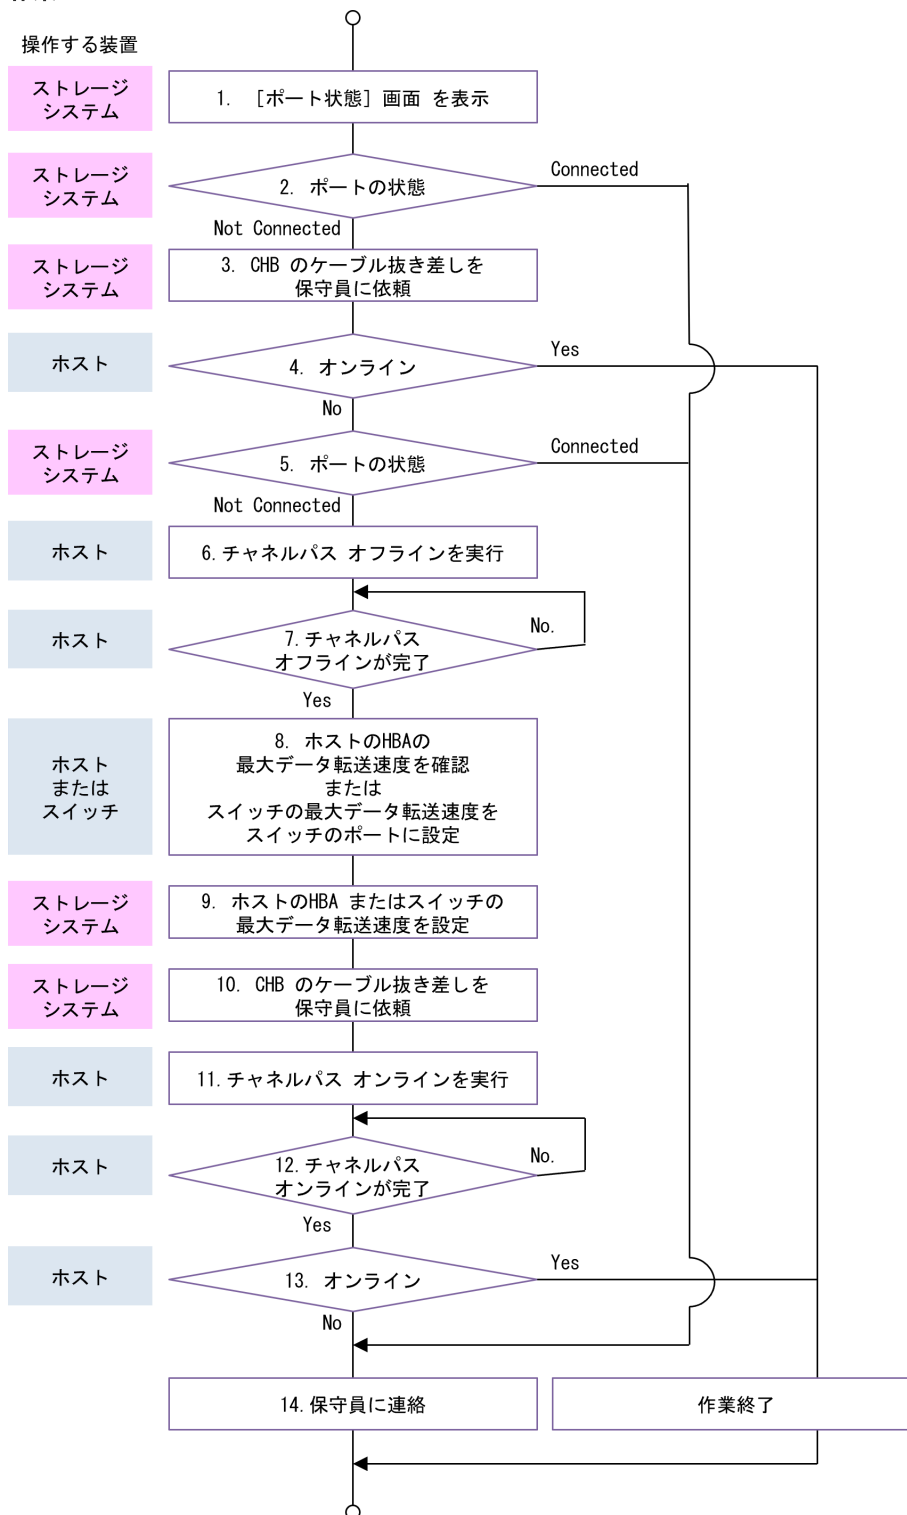 操作する装置
ストレージ
システム
1. [ポート状態] 画面 を表示
ストレージ
システム
2. ポートの状態
Connected
Not Connected
ストレージ
システム
3. CHB のケーブル抜き差しを
保守員に依頼
ホスト
4. オンライン
Yes
No
ストレージ
システム
5. ポートの状態
Connected
Not Connected
ホスト
6.チャネルパス オフラインを実行
ホスト
7.チャネルパス
オフラインが完了
No.
Yes
ホスト
または
スイッチ
8. ホストのHBAの
最大データ転送速度を確認
または
スイッチの最大データ転送速度を
スイッチのポートに設定
ストレージ
システム
9. ホストのHBA またはスイッチの
最大データ転送速度を設定
ストレージ
システム
10. CHB のケーブル抜き差しを
保守員に依頼
ホスト
11.チャネルパス オンラインを実行
ホスト
12.チャネルパス
オンラインが完了
No.
Yes
ホスト
13. オンライン
Yes
No
14.保守員に連絡
作業終了